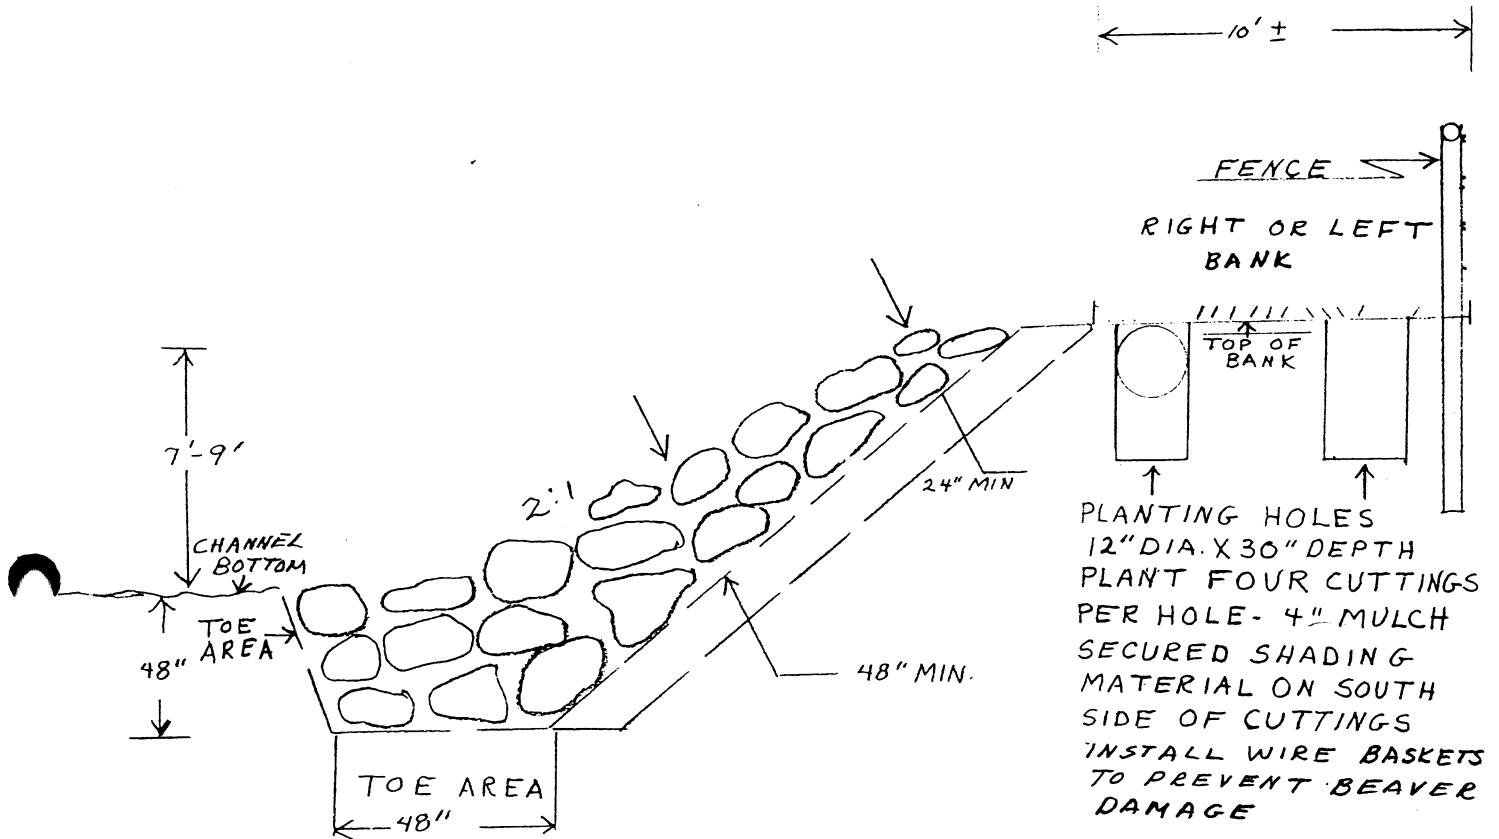 10' ±
FENCE
RIGHT OR LEFT
BANK
TOP OF
BANK
7'-9'
2:1
24" MIN
CHANNEL
BOTTOM
TOE
AREA
48"
48" MIN.
TOE AREA
48"
PLANTING HOLES
12" DIA. X 30" DEPTH
PLANT FOUR CUTTINGS
PER HOLE - 4" MULCH
SECURED SHADING
MATERIAL ON SOUTH
SIDE OF CUTTINGS
INSTALL WIRE BASKETS
TO PREVENT BEAVER
DAMAGE